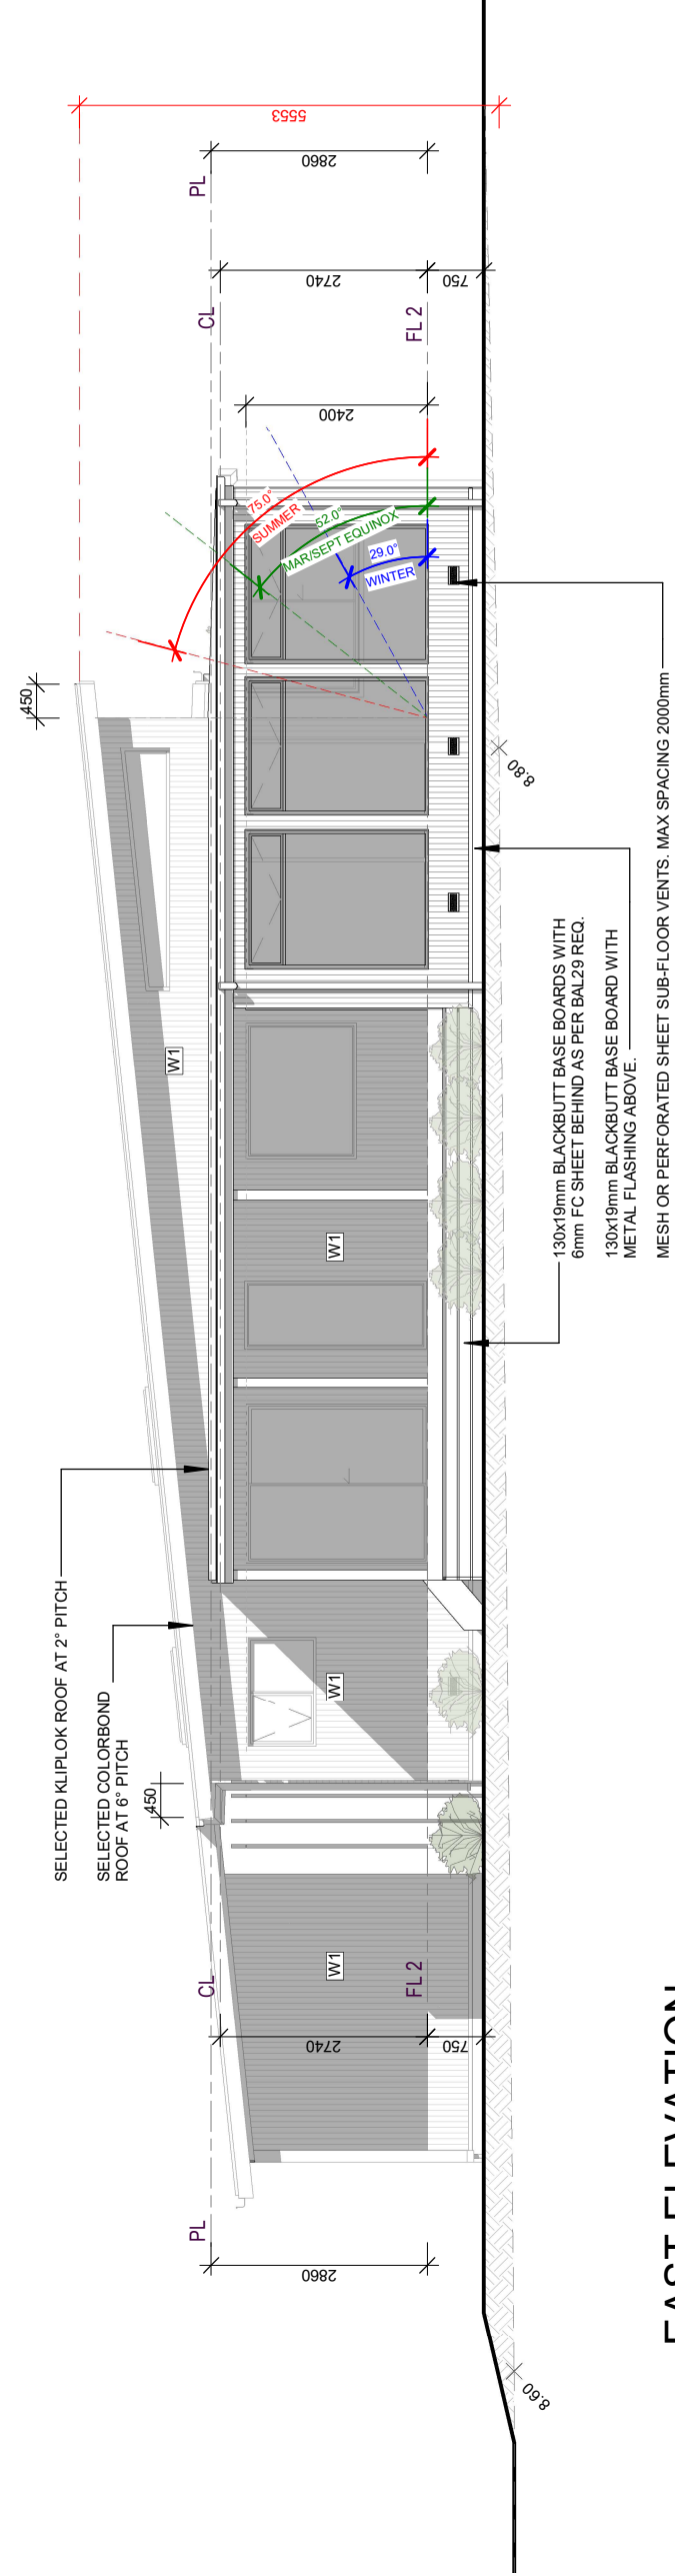 SELECTED KLIPLOK ROOF AT 2° PITCH
SELECTED COLORBOND
ROOF AT 6° PITCH
450
450
5553
PL
PL
CL
CL
2860
2860
2740
2740
2400
750
750
FL 2
FL 2
W1
W1
W1
W1
75.0°
SUMMER
52.0°
MAR/SEPT EQUINOX
29.0°
WINTER
8.60
8.80
130x19mm BLACKBUTT BASE BOARDS WITH
6mm FC SHEET BEHIND AS PER BAL29 REQ.
130x19mm BLACKBUTT BASE BOARD WITH
METAL FLASHING ABOVE.
MESH OR PERFORATED SHEET SUB-FLOOR VENTS. MAX SPACING 2000mm
EAST ELEVATION